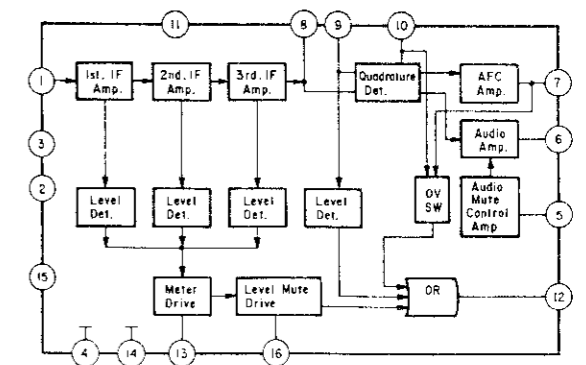 11
8
9
10
1
1st. IF
Amp.
2nd. IF
Amp.
3rd. IF
Amp.
Quadrature
Det.
AFC
Amp.
7
3
2
Audio
Amp.
6
Level
Det.
Level
Det.
Level
Det.
Level
Det.
OV
SW
Audio
Mute
Control
Amp
5
15
Meter
Drive
Level Mute
Drive
OR
12
4
14
13
16